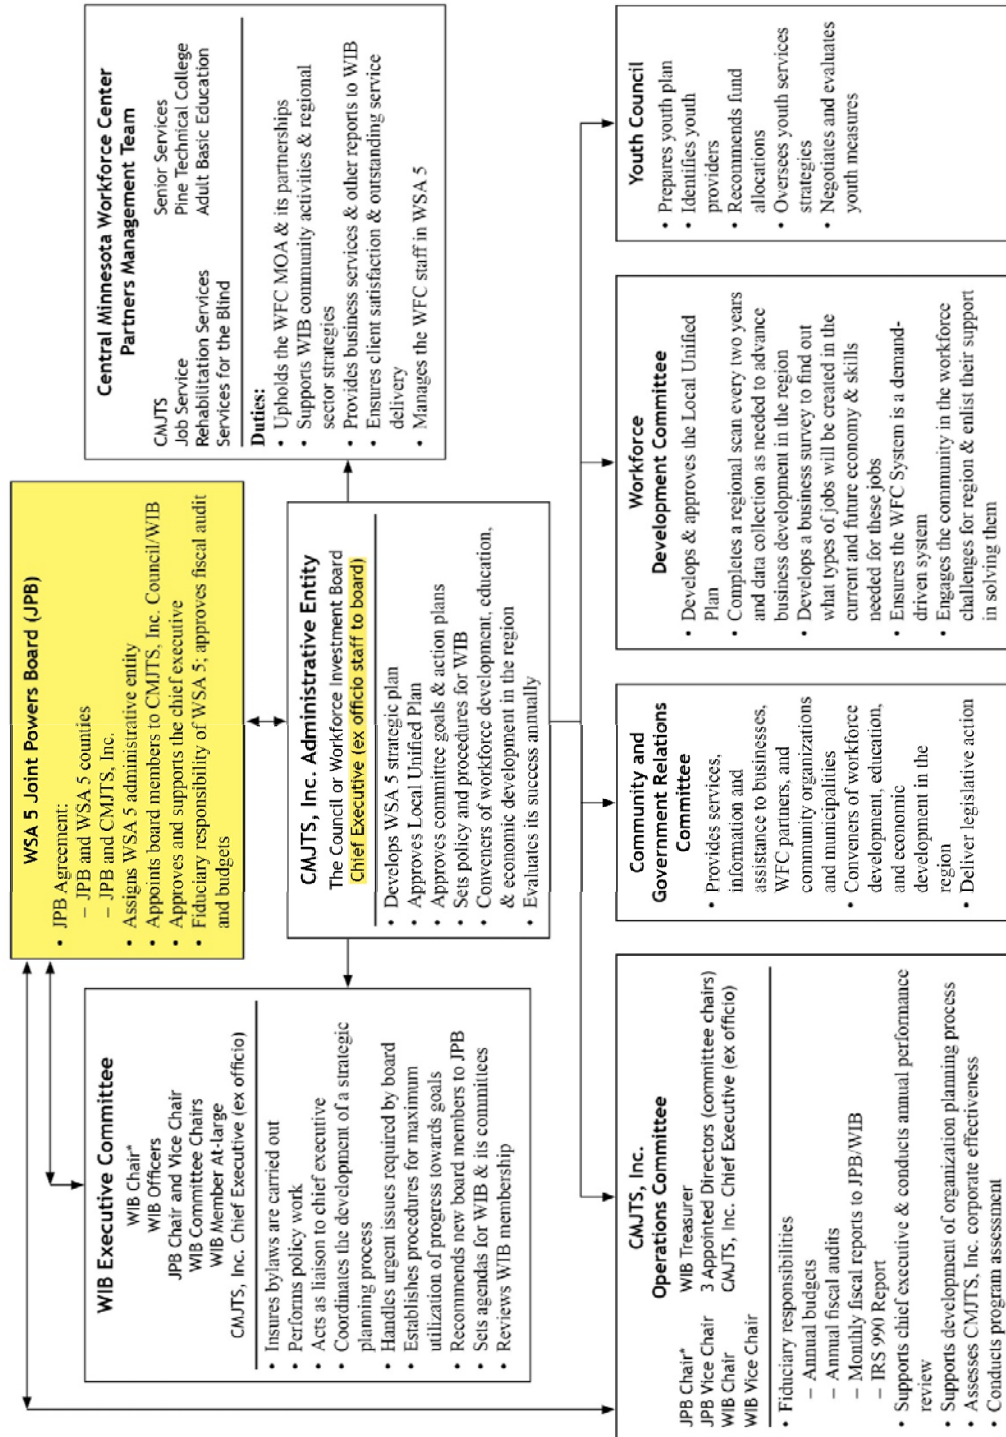 WSA 5 Joint Powers Board (JPB)
• JPB Agreement:
– JPB and WSA 5 counties
– JPB and CMJTS, Inc.
• Assigns WSA 5 administrative entity
• Appoints board members to CMJTS, Inc. Council/WIB
• Approves and supports the chief executive
• Fiduciary responsibility of WSA 5; approves fiscal audit
and budgets
WIB Executive Committee
WIB Chair*
WIB Officers
JPB Chair and Vice Chair
WIB Committee Chairs
WIB Member At-large
CMJTS, Inc. Chief Executive (ex officio)
• Insures bylaws are carried out
• Performs policy work
• Acts as liaison to chief executive
• Coordinates the development of a strategic
planning process
• Handles urgent issues required by board
• Establishes procedures for maximum
utilization of progress towards goals
• Recommends new board members to JPB
• Sets agendas for WIB & its committees
• Reviews WIB membership
CMJTS, Inc. Administrative Entity
The Council or Workforce Investment Board
Chief Executive (ex officio staff to board)
• Develops WSA 5 strategic plan
• Approves Local Unified Plan
• Approves committee goals & action plans
• Sets policy and procedures for WIB
• Conveners of workforce development, education,
& economic development in the region
• Evaluates its success annually
Central Minnesota Workforce Center
Partners Management Team
CMJTS Senior Services
Job Service Pine Technical College
Rehabilitation Services Adult Basic Education
Services for the Blind
Duties:
• Upholds the WFC MOA & its partnerships
• Supports WIB community activities & regional
sector strategies
• Provides business services & other reports to WIB
• Ensures client satisfaction & outstanding service
delivery
• Manages the WFC staff in WSA 5
CMJTS, Inc.
Operations Committee
JPB Chair* WIB Treasurer
JPB Vice Chair 3 Appointed Directors (committee chairs)
WIB Chair CMJTS, Inc. Chief Executive (ex officio)
WIB Vice Chair
• Fiduciary responsibilities
– Annual budgets
– Annual fiscal audits
– Monthly fiscal reports to JPB/WIB
– IRS 990 Report
• Supports chief executive & conducts annual performance
review
• Supports development of organization planning process
• Assesses CMJTS, Inc. corporate effectiveness
• Conducts program assessment
Community and
Government Relations
Committee
• Provides services,
information and
assistance to businesses,
WFC partners, and
community organizations
and municipalities
• Conveners of workforce
development, education,
and economic
development in the
region
• Deliver legislative action
Workforce
Development Committee
• Develops & approves the Local Unified
Plan
• Completes a regional scan every two years
and data collection as needed to advance
business development in the region
• Develops a business survey to find out
what types of jobs will be created in the
current and future economy & skills
needed for these jobs
• Ensures the WFC System is a demand-
driven system
• Engages the community in the workforce
challenges for region & enlist their support
in solving them
Youth Council
• Prepares youth plan
• Identifies youth
providers
• Recommends fund
allocations
• Oversees youth services
strategies
• Negotiates and evaluates
youth measures